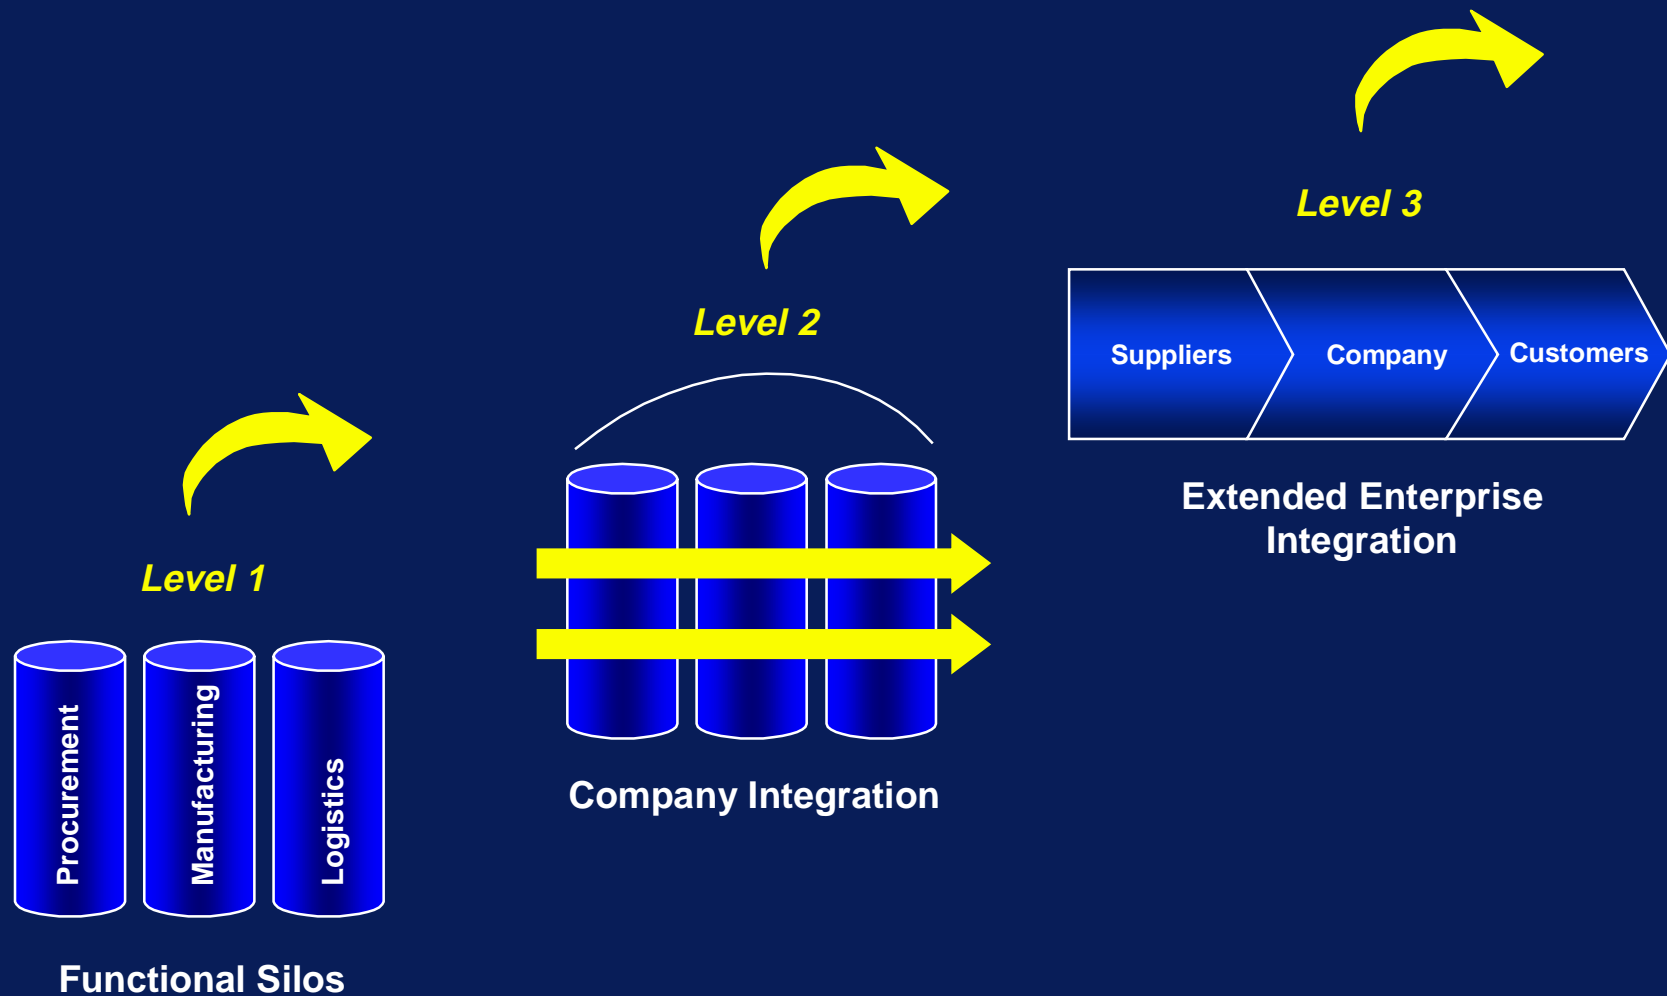 Level 1
Procurement
Manufacturing
Logistics
Functional Silos
Level 2
Company Integration
Level 3
Suppliers
Company
Customers
Extended Enterprise
Integration